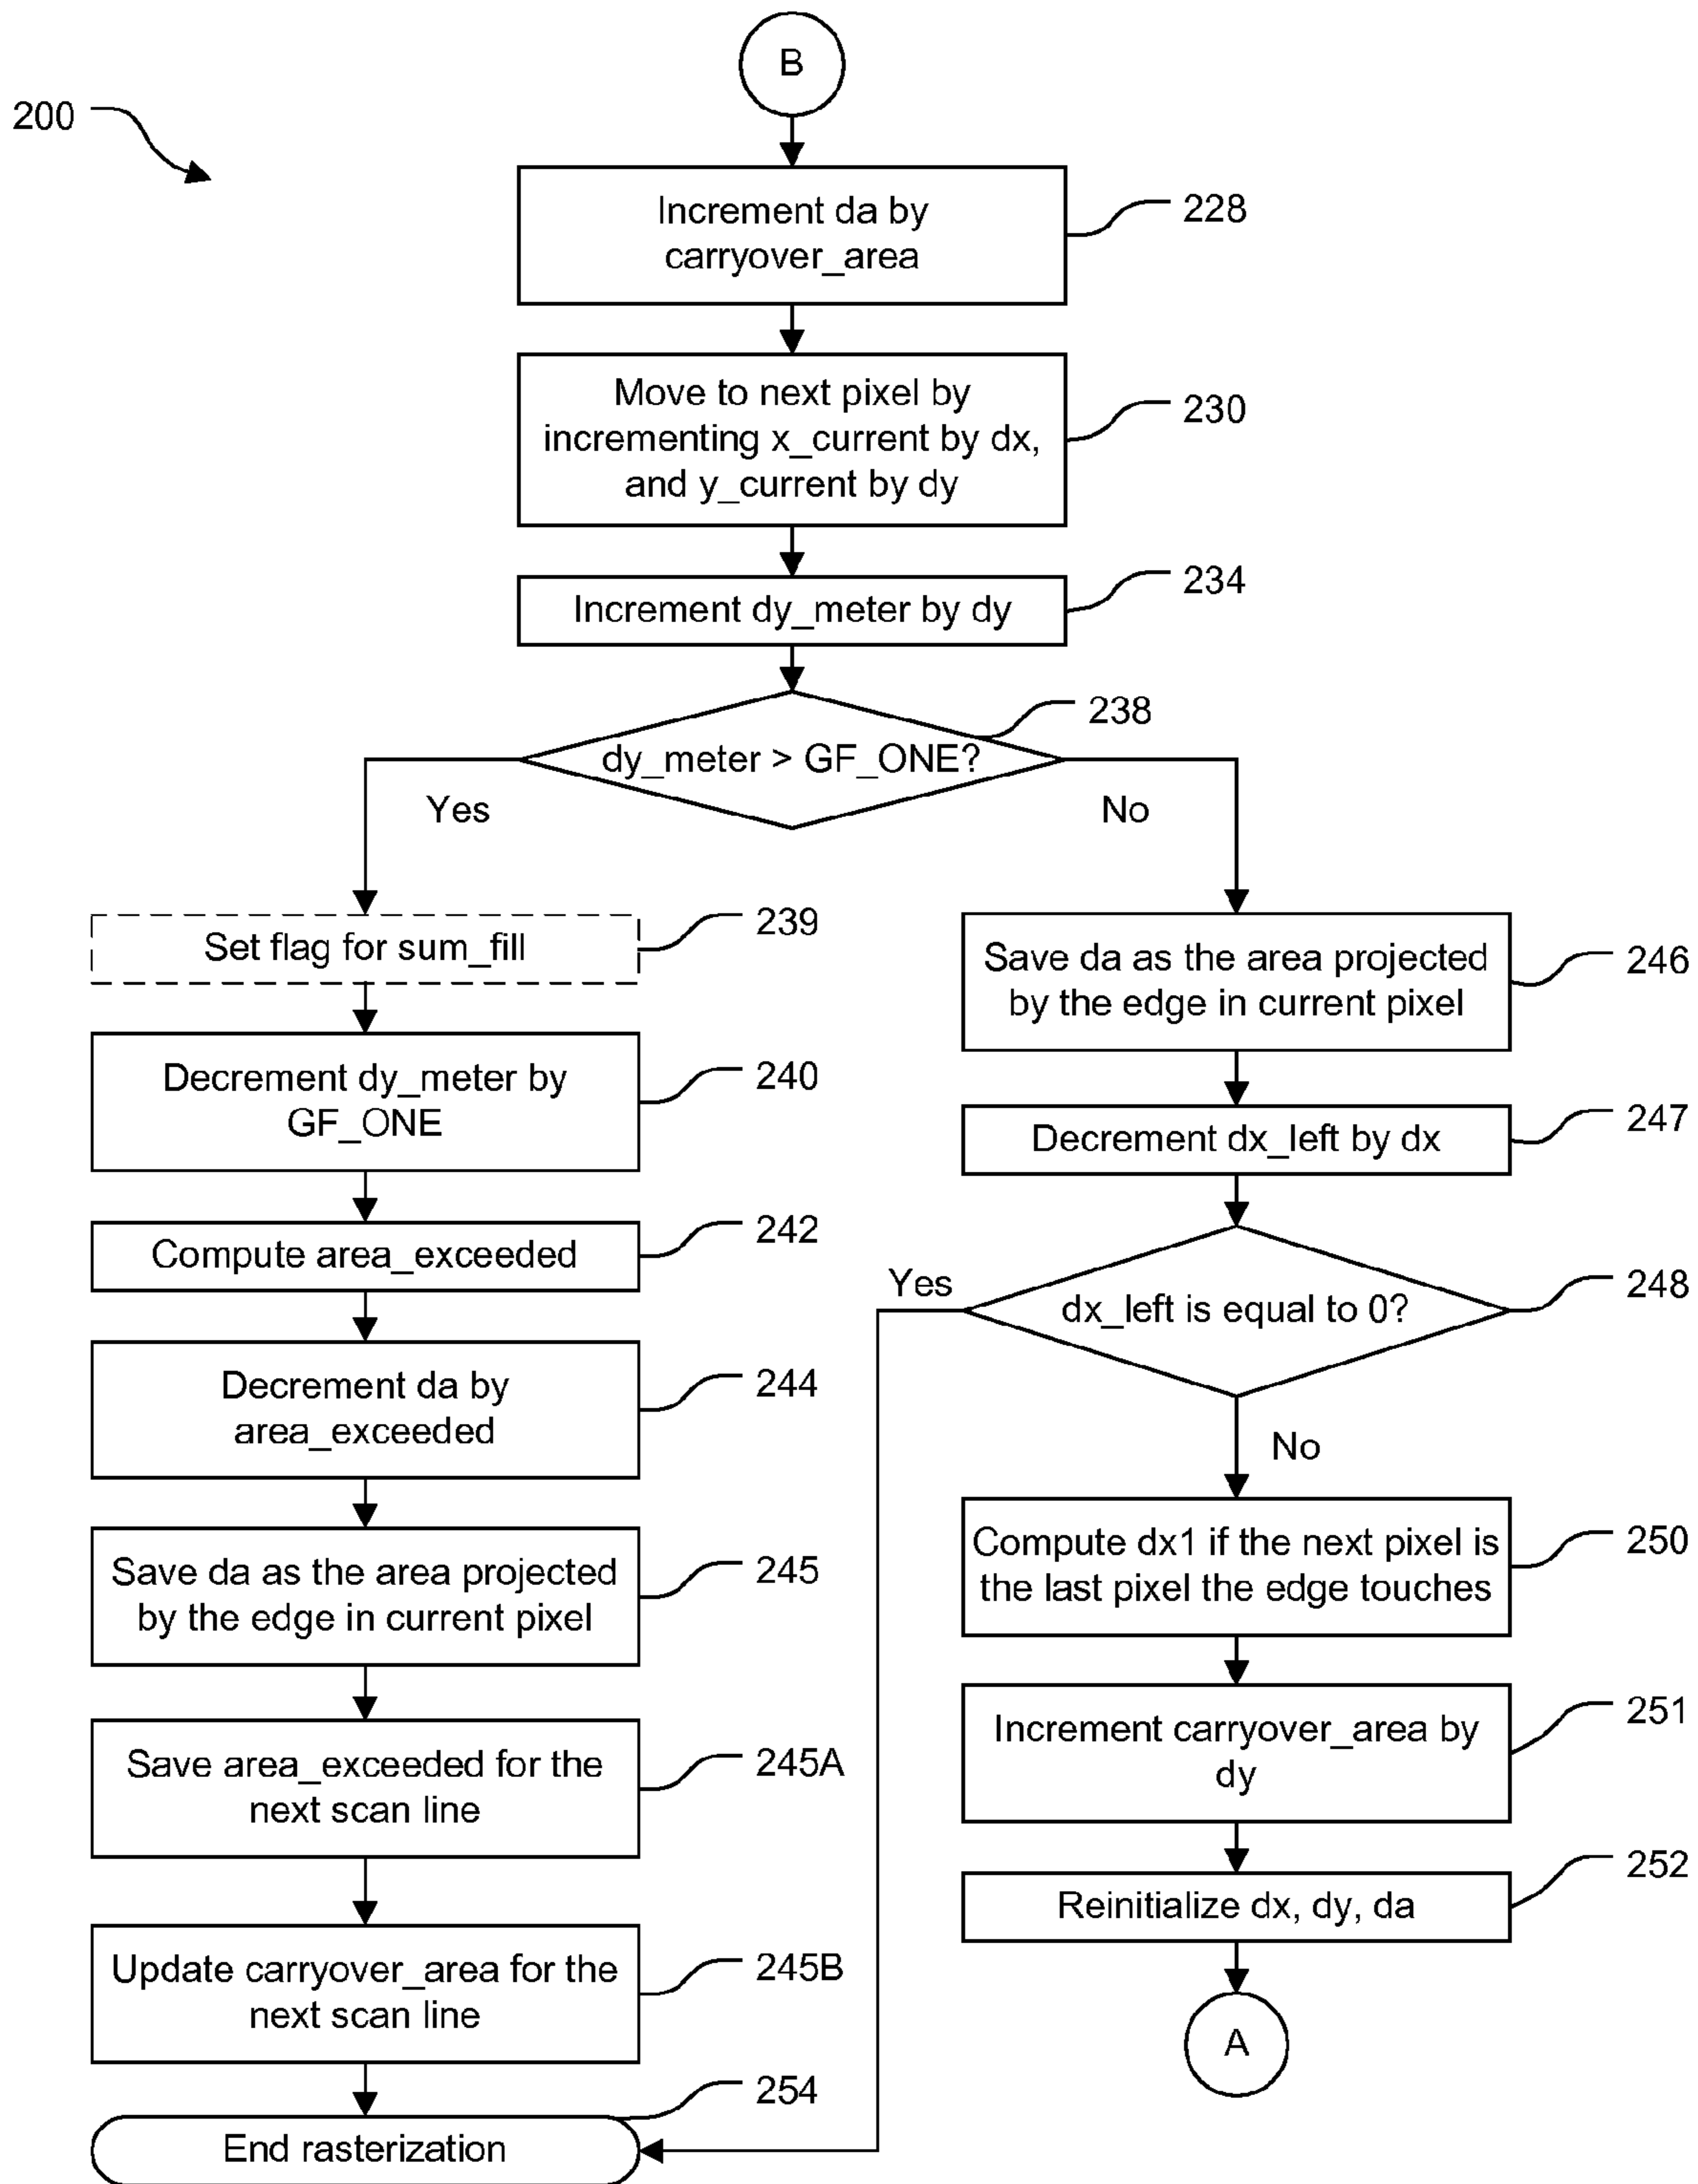 B
200
Increment da by
carryover_area
228
Move to next pixel by
incrementing x_current by dx,
and y_current by dy
230
Increment dy_meter by dy
234
dy_meter > GF_ONE?
238
Yes
No
Set flag for sum_fill
239
Decrement dy_meter by
GF_ONE
240
Compute area_exceeded
242
Decrement da by
area_exceeded
244
Save da as the area projected
by the edge in current pixel
245
Save area_exceeded for the
next scan line
245A
Update carryover_area for the
next scan line
245B
End rasterization
254
Save da as the area projected
by the edge in current pixel
246
Decrement dx_left by dx
247
dx_left is equal to 0?
248
Yes
No
Compute dx1 if the next pixel is
the last pixel the edge touches
250
Increment carryover_area by
dy
251
Reinitialize dx, dy, da
252
A